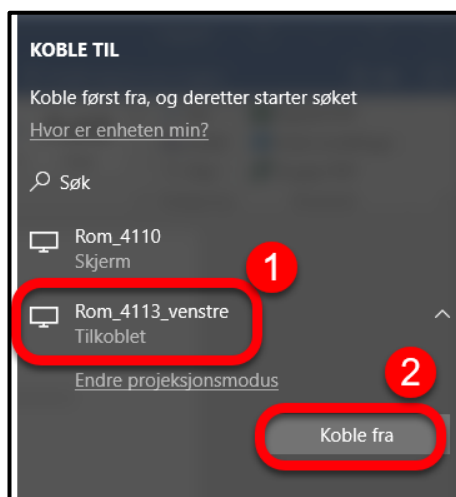 KOBLE TIL
Koble først fra, og deretter starter søket
Hvor er enheten min?
Søk
Rom_4110
Skjerm
1
Rom_4113_venstre
Tilkoblet
Endre projeksjonsmodus
2
Koble fra